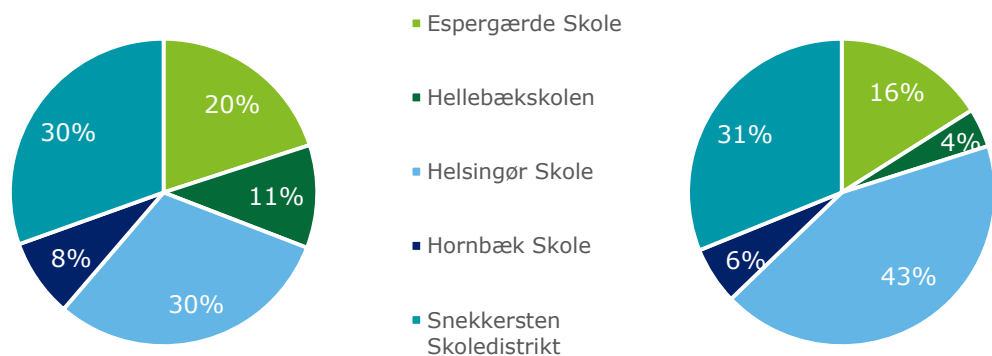 30%
20%
11%
30%
8%
Espergærde Skole
Hellebækskolen
Helsingør Skole
Hornbæk Skole
Snekkersten
Skoledistrikt
31%
16%
4%
43%
6%